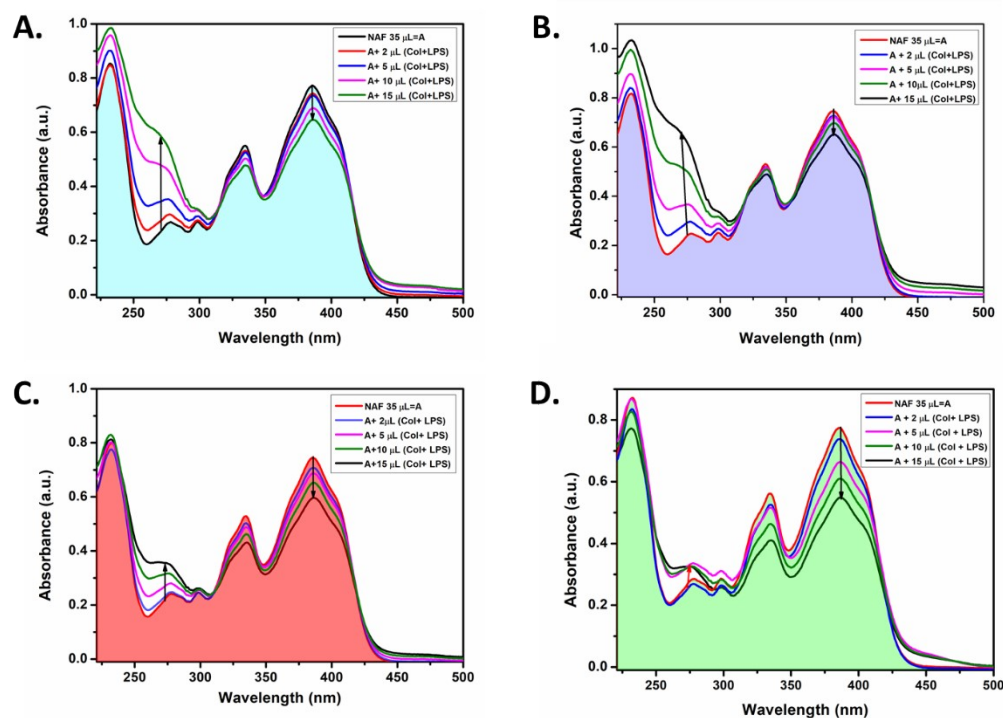 A.
1.0
0.8
0.6
0.4
0.2
0.0
Absorbance (a.u.)
250 300 350 400 450 500
Wavelength (nm)
NAF 35 µL=A
A+ 2 µL (Col+LPS)
A+ 5 µL (Col+LPS)
A+ 10 µL (Col+LPS)
A+ 15 µL (Col+LPS)
B.
1.0
0.8
0.6
0.4
0.2
0.0
Absorbance (a.u.)
250 300 350 400 450 500
Wavelength (nm)
NAF 35 µL=A
A + 2 µL (Col+LPS)
A + 5 µL (Col+LPS)
A + 10µL (Col+LPS)
A+ 15 µL (Col+LPS)
C.
1.0
0.8
0.6
0.4
0.2
0.0
Absorbance (a.u.)
250 300 350 400 450 500
Wavelength (nm)
NAF 35 µL=A
A+ 2µL (Col+ LPS)
A+ 5 µL (Col+ LPS)
A+10 µL (Col+ LPS)
A+15 µL (Col+ LPS)
D.
0.8
0.6
0.4
0.2
0.0
Absorbance (a.u.)
250 300 350 400 450 500
Wavelength (nm)
NAF 35 µL=A
A + 2 µL (Col + LPS)
A + 5 µL (Col + LPS)
A + 10 µL (Col + LPS)
A + 15 µL (Col + LPS)